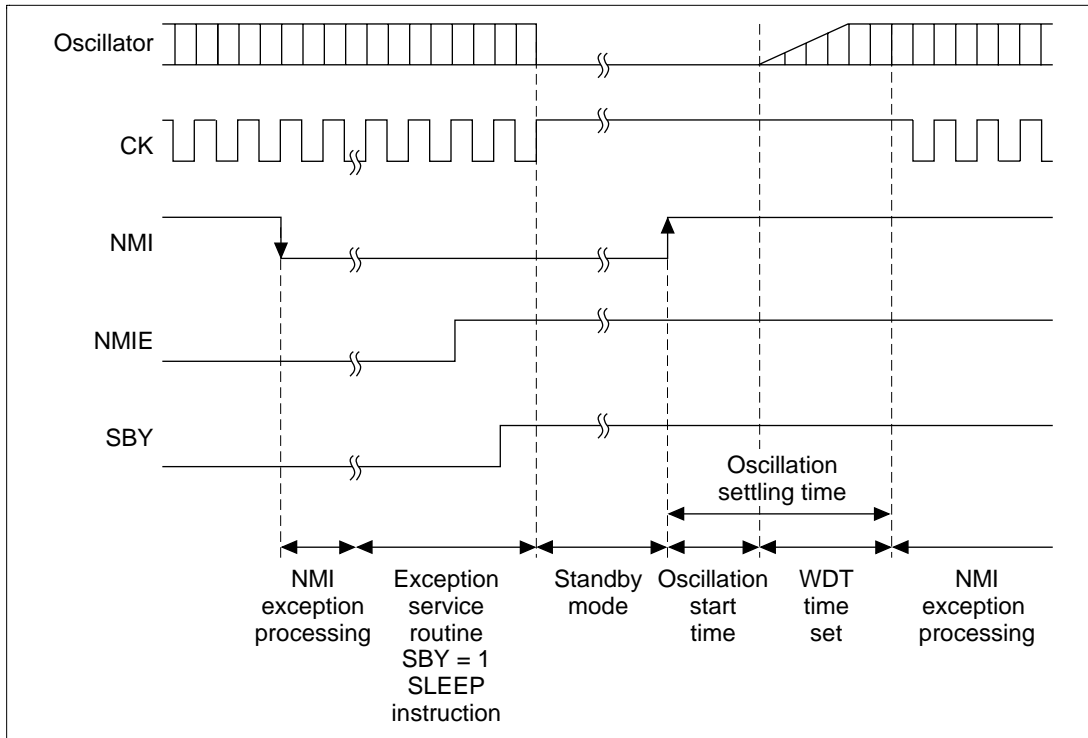 Oscillator
CK
NMI
NMIE
SBY
Oscillation
settling time
NMI
exception
processing
Exception
service
routine
SBY = 1
SLEEP
instruction
Standby
mode
Oscillation
start
time
WDT
time
set
NMI
exception
processing